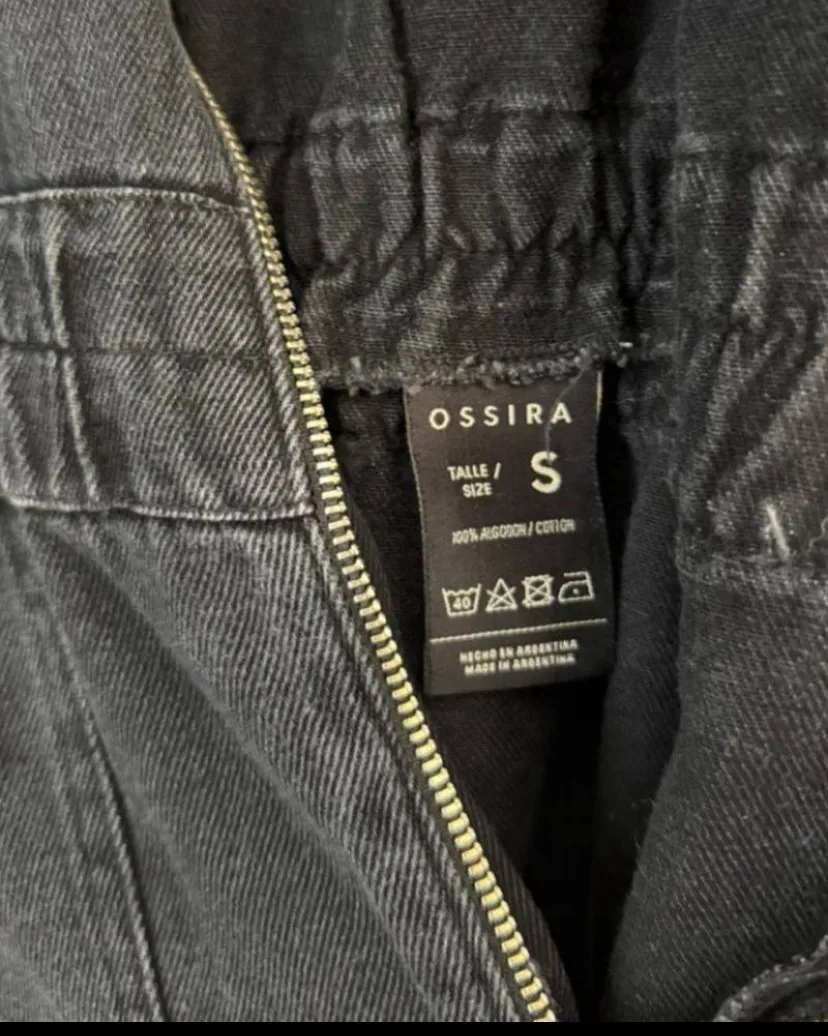 OSSIRA
TALLE / S
SIZE
100% ALGODON / COTTON
40
HECHO EN ARGENTINA
MADE IN ARGENTINA